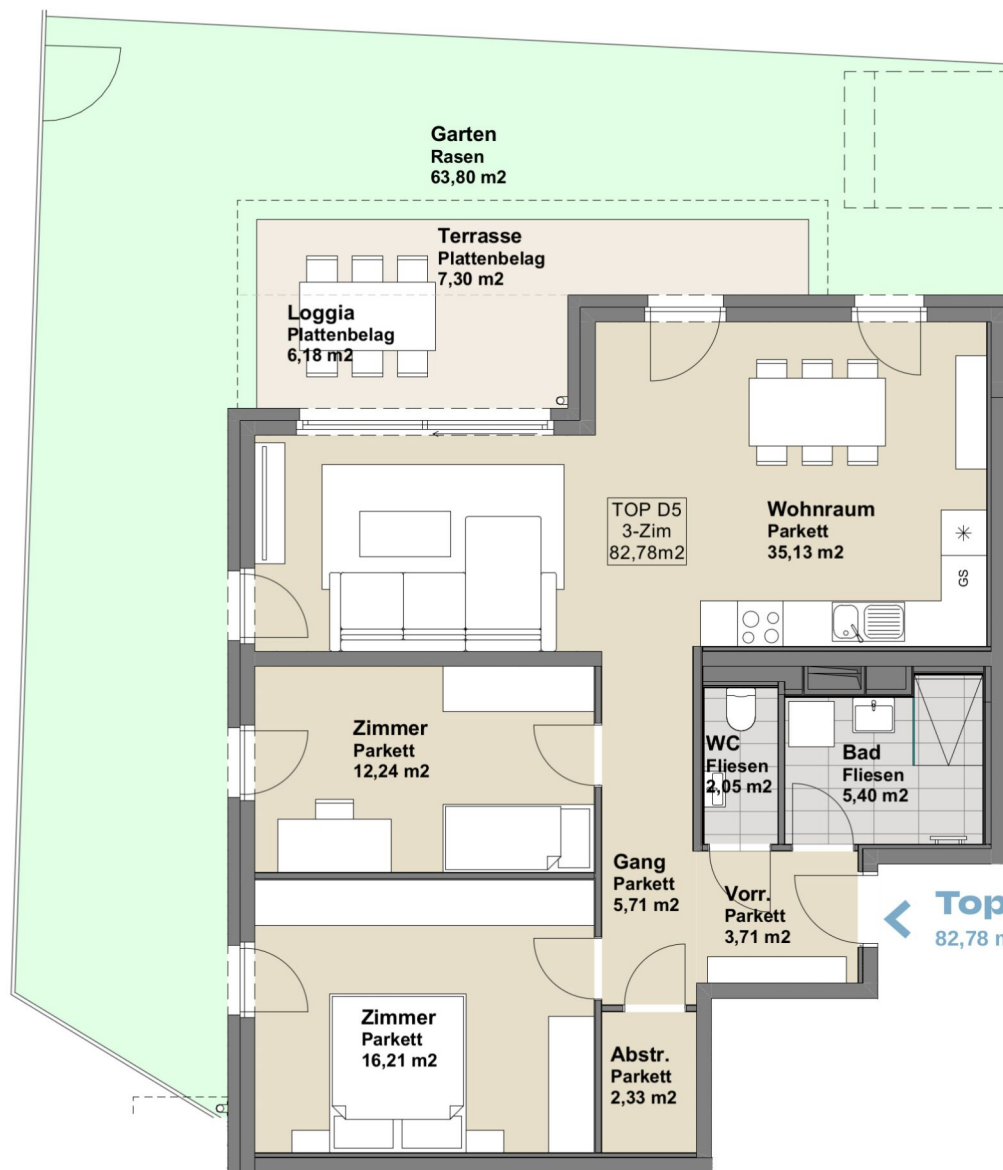 Garten
Rasen
63,80 m2
Terrasse
Plattenbelag
7,30 m2
Loggia
Plattenbelag
6,18 m2
TOP D5
3-Zim
82,78m2
Wohnraum
Parkett
35,13 m2
GS
Zimmer
Parkett
12,24 m2
WC
Fliesen
2,05 m2
Bad
Fliesen
5,40 m2
Gang
Parkett
5,71 m2
Vorr.
Parkett
3,71 m2
Top
82,78 m
Zimmer
Parkett
16,21 m2
Abstr.
Parkett
2,33 m2